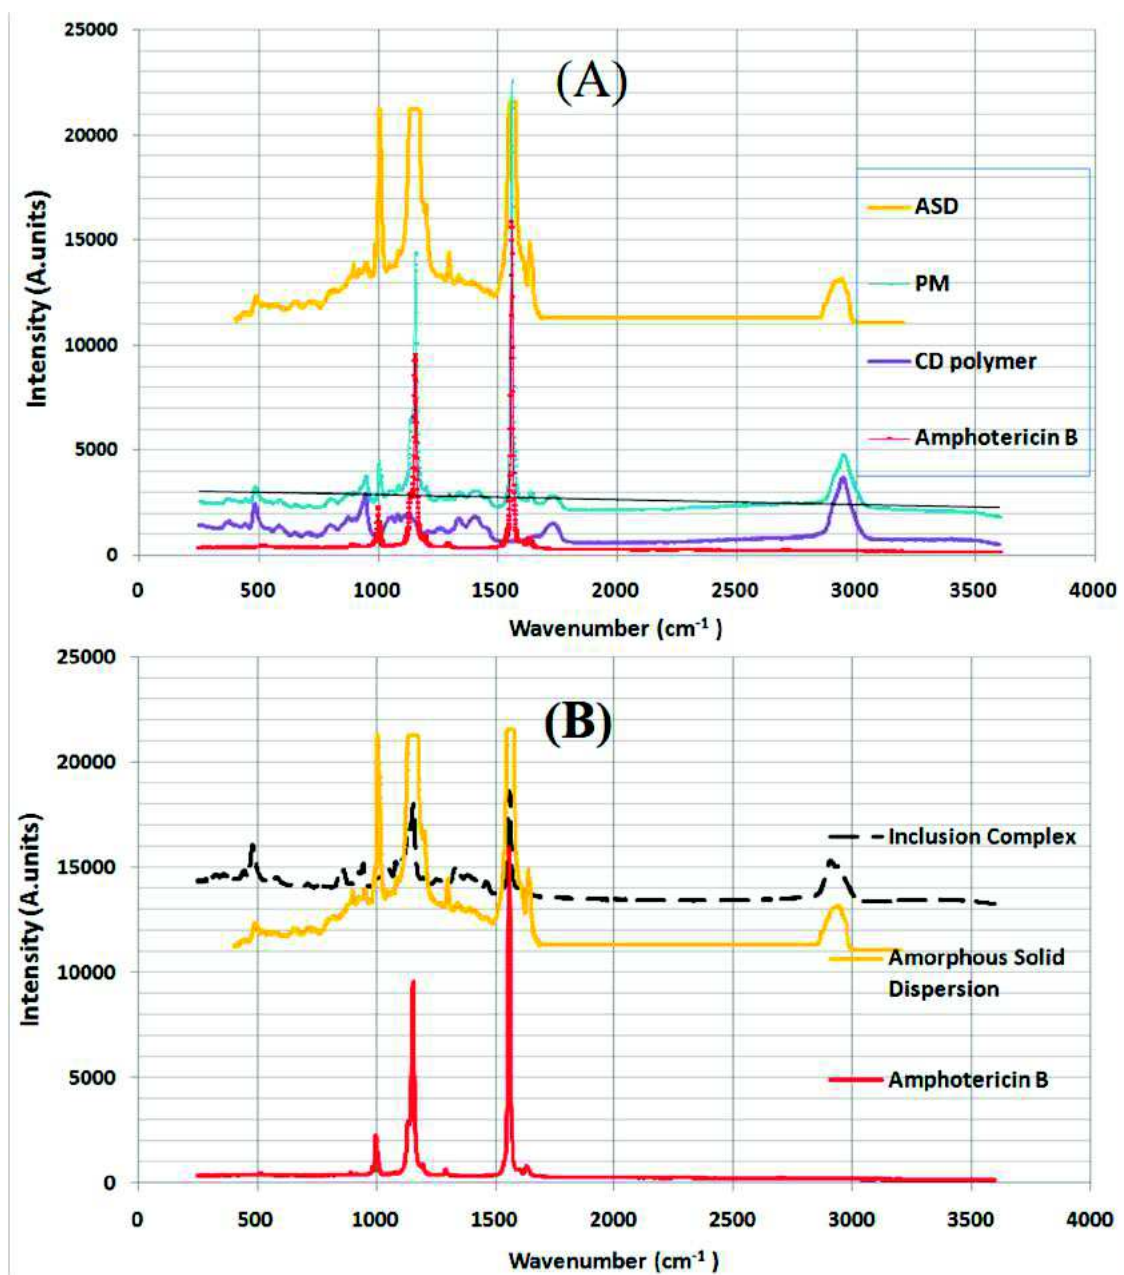 (A)
25000
20000
15000
10000
5000
0
Intensity (A.units)
ASD
PM
CD polymer
Amphotericin B
0 500 1000 1500 2000 2500 3000 3500 4000
Wavenumber (cm⁻¹ )
(B)
25000
20000
15000
10000
5000
0
Intensity (A.units)
Inclusion Complex
Amorphous Solid
Dispersion
Amphotericin B
0 500 1000 1500 2000 2500 3000 3500 4000
Wavenumber (cm⁻¹ )